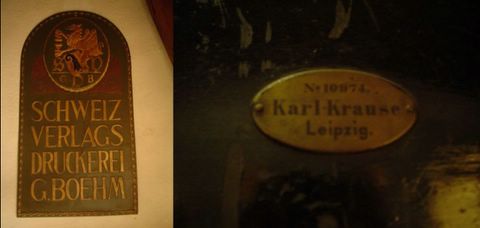 G B
SCHWEIZ
VERLAGS
DRUCKEREI
G. BOEHM
No 10974.
Karl Krause
Leipzig.